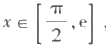 x ∈ [ π/2 , e ] ,